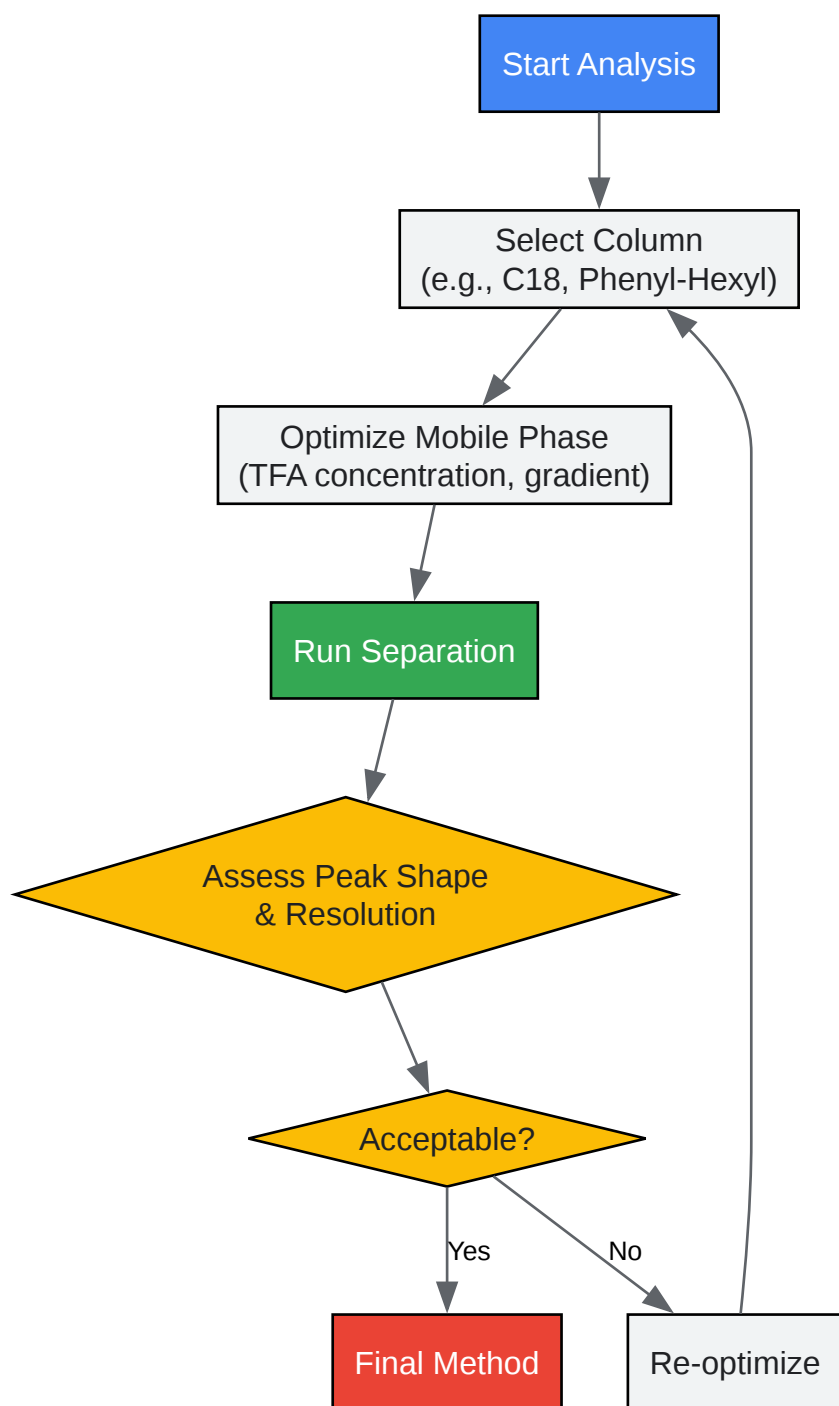 Start Analysis
Select Column
(e.g., C18, Phenyl-Hexyl)
Optimize Mobile Phase
(TFA concentration, gradient)
Run Separation
Assess Peak Shape
& Resolution
Acceptable?
Yes
No
Final Method
Re-optimize